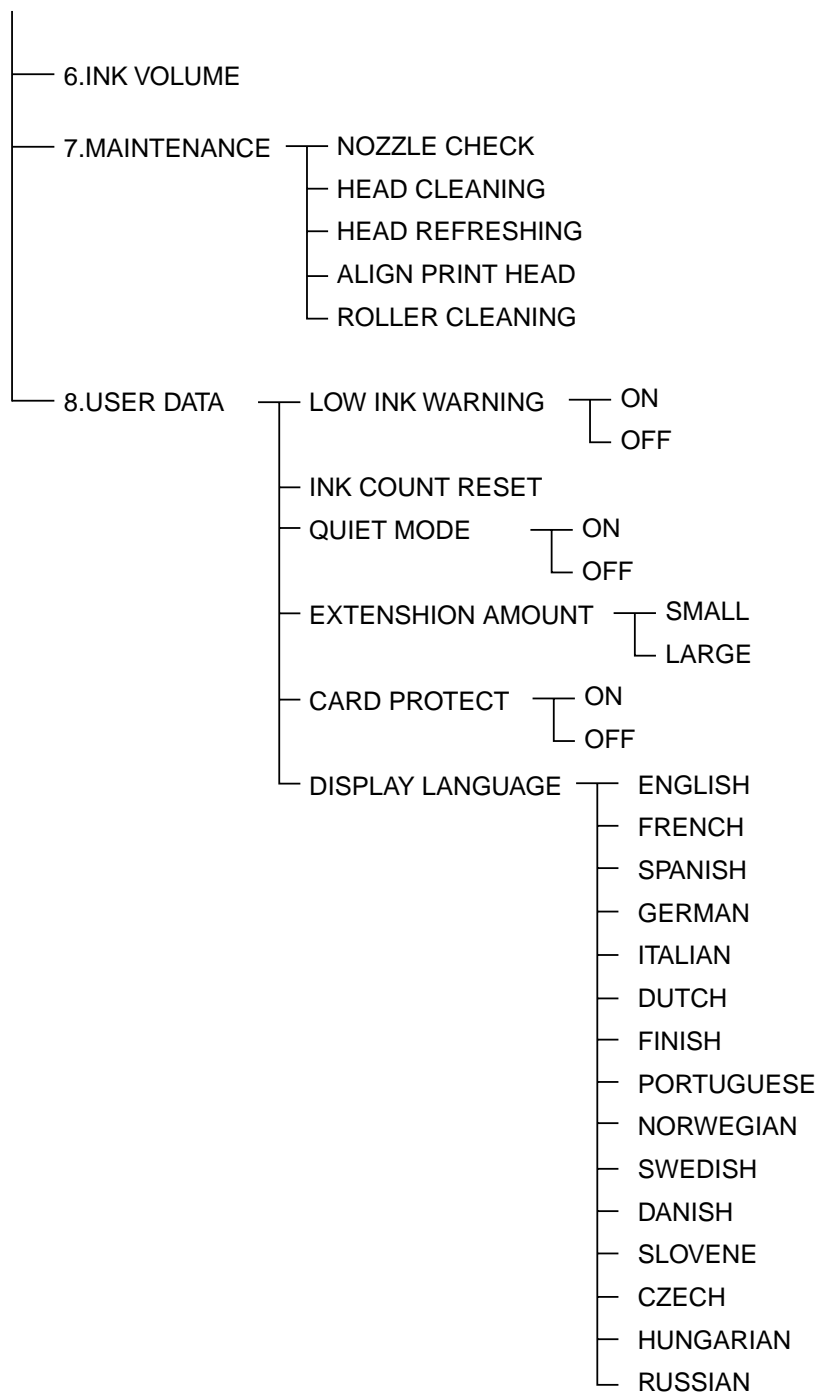 6.INK VOLUME
7.MAINTENANCE
NOZZLE CHECK
HEAD CLEANING
HEAD REFRESHING
ALIGN PRINT HEAD
ROLLER CLEANING
8.USER DATA
LOW INK WARNING
ON
OFF
INK COUNT RESET
QUIET MODE
ON
OFF
EXTENSHION AMOUNT
SMALL
LARGE
CARD PROTECT
ON
OFF
DISPLAY LANGUAGE
ENGLISH
FRENCH
SPANISH
GERMAN
ITALIAN
DUTCH
FINISH
PORTUGUESE
NORWEGIAN
SWEDISH
DANISH
SLOVENE
CZECH
HUNGARIAN
RUSSIAN